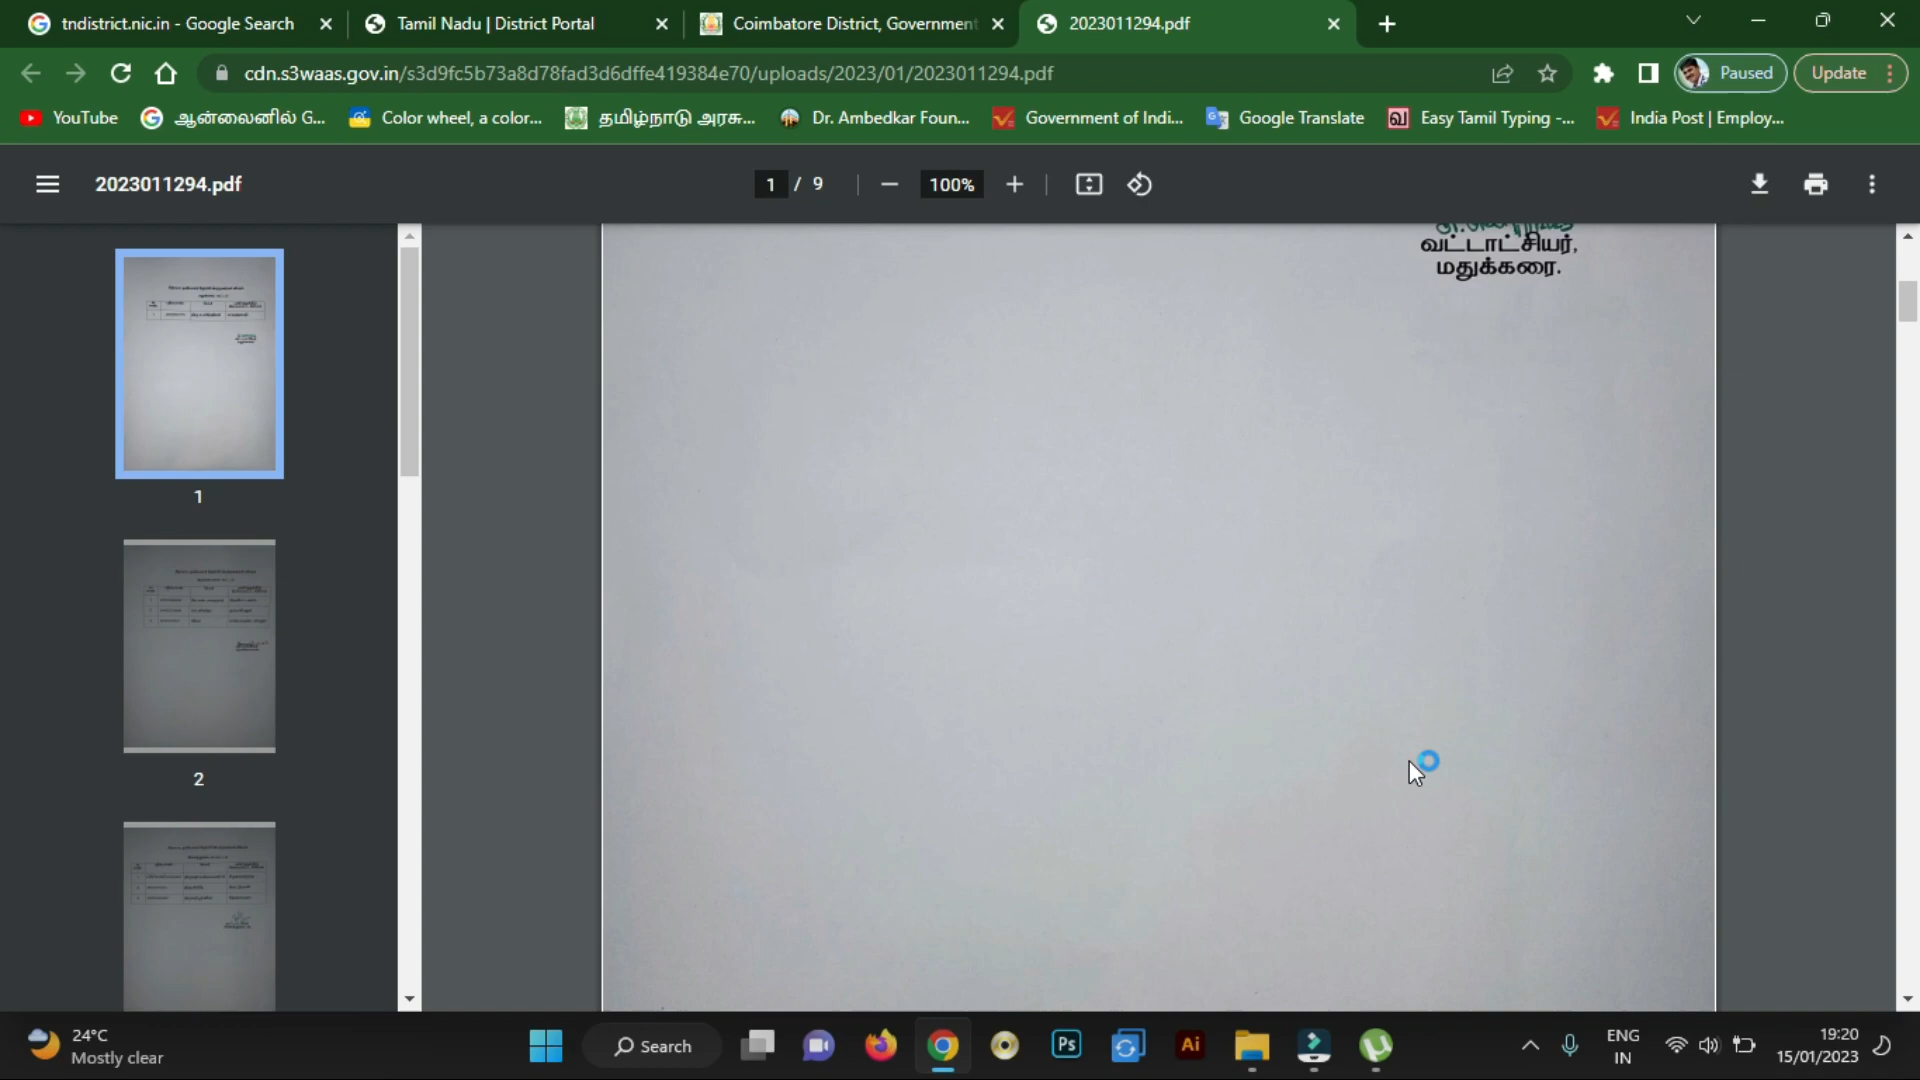 tndistrict.nic.in - Google Search
Tamil Nadu | District Portal
Coimbatore District, Government
2023011294.pdf
cdn.s3waas.gov.in/s3d9fc5b73a8d78fad3d6dffe419384e70/uploads/2023/01/2023011294.pdf
Paused
Update
YouTube
ஆன்லைனில் G...
Color wheel, a color...
தமிழ்நாடு அரசு...
Dr. Ambedkar Foun...
Government of Indi...
Google Translate
Easy Tamil Typing -...
India Post | Employ...
2023011294.pdf
1 / 9
100%
வட்டாட்சியர்,
மதுக்கரை.
1
2
24°C
Mostly clear
Search
Ps
Ai
ENG
IN
19:20
15/01/2023